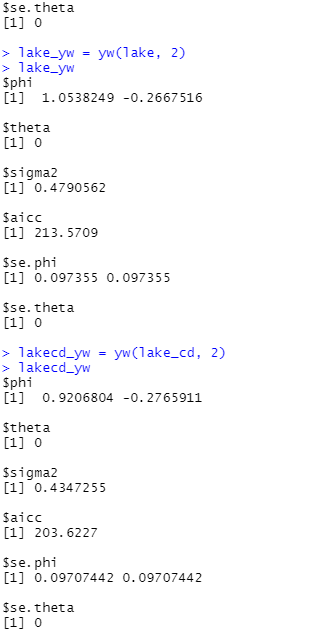 $se.theta
[1] 0
> lake_yw = yw(lake, 2)
> lake_yw
$phi
[1]  1.0538249 -0.2667516
$theta
[1] 0
$sigma2
[1] 0.4790562
$aicc
[1] 213.5709
$se.phi
[1] 0.097355 0.097355
$se.theta
[1] 0
> lakecd_yw = yw(lake_cd, 2)
> lakecd_yw
$phi
[1]  0.9206804 -0.2765911
$theta
[1] 0
$sigma2
[1] 0.4347255
$aicc
[1] 203.6227
$se.phi
[1] 0.09707442 0.09707442
$se.theta
[1] 0